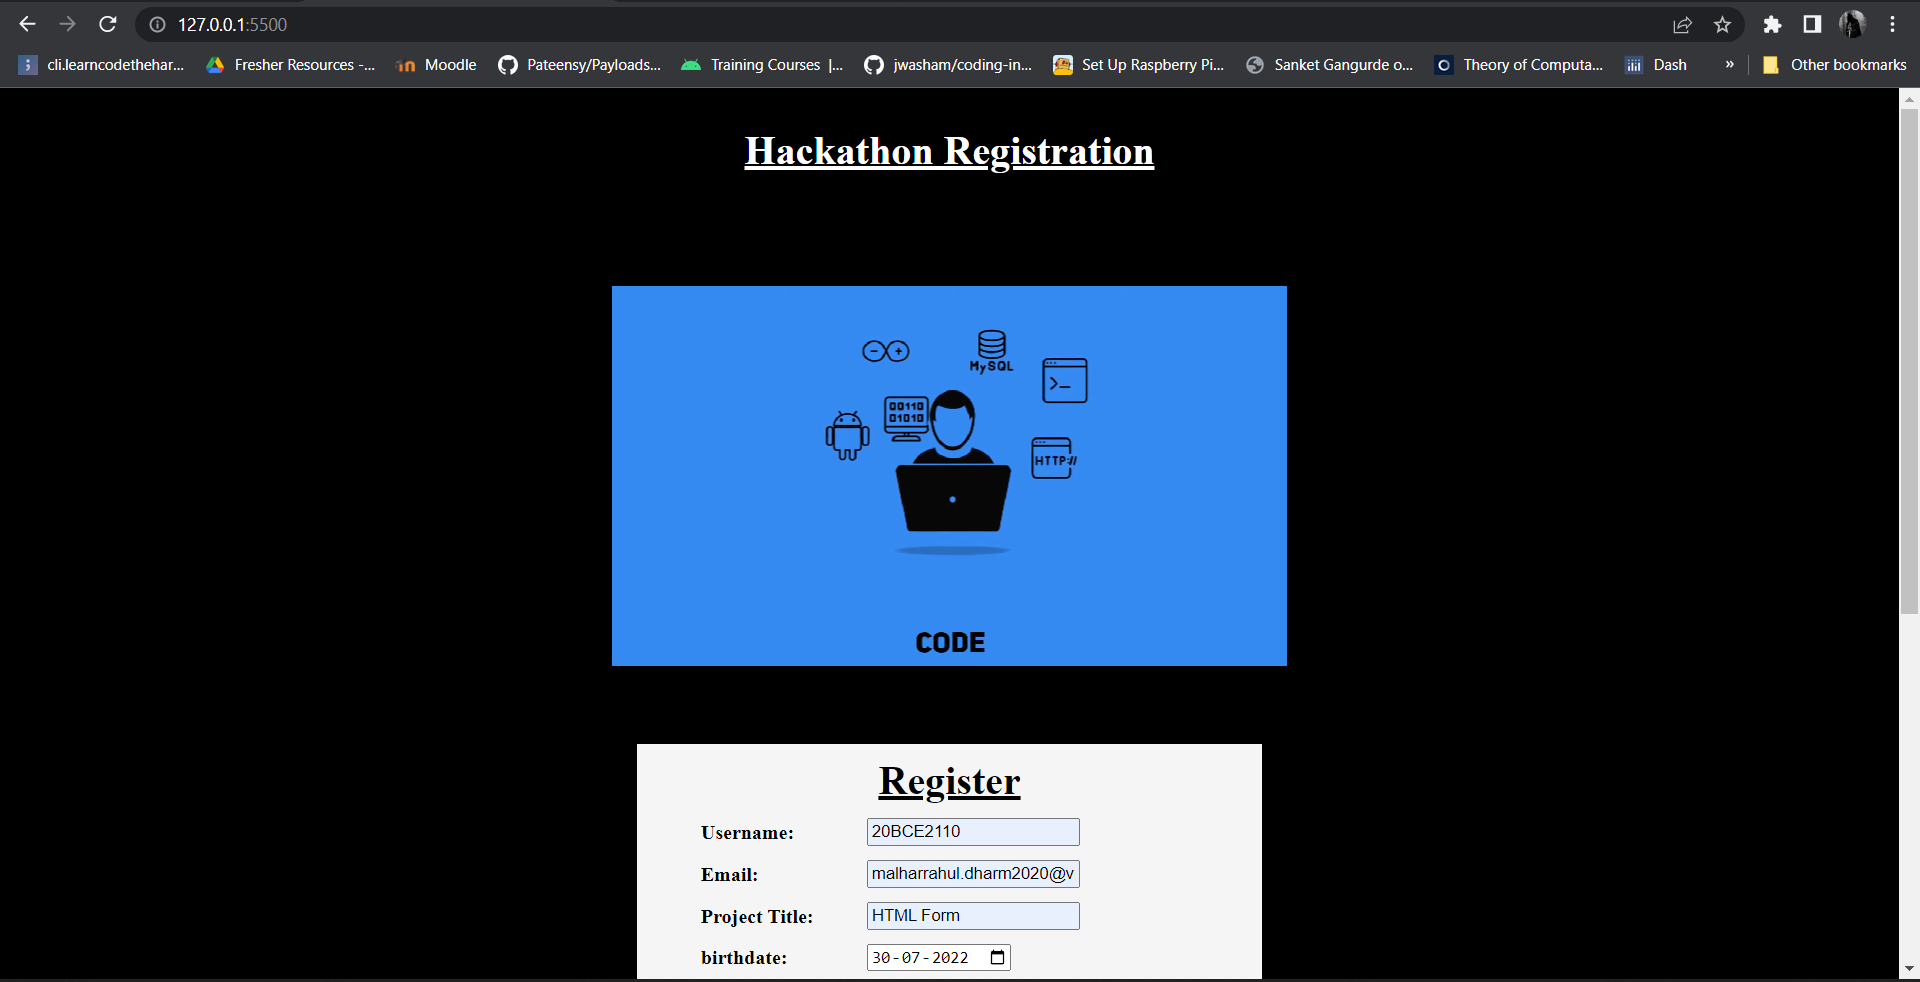 127.0.0.1:5500
cli.learncodethehar... Fresher Resources -... Moodle Pateensy/Payloads... Training Courses |... jwasham/coding-in... Set Up Raspberry Pi... Sanket Gangurde o... Theory of Computa... Dash » Other bookmarks
Hackathon Registration
MySQL
>_
00110
01010
HTTP://
CODE
Register
Username: 20BCE2110
Email: malharrahul.dharm2020@v
Project Title: HTML Form
birthdate: 30-07-2022